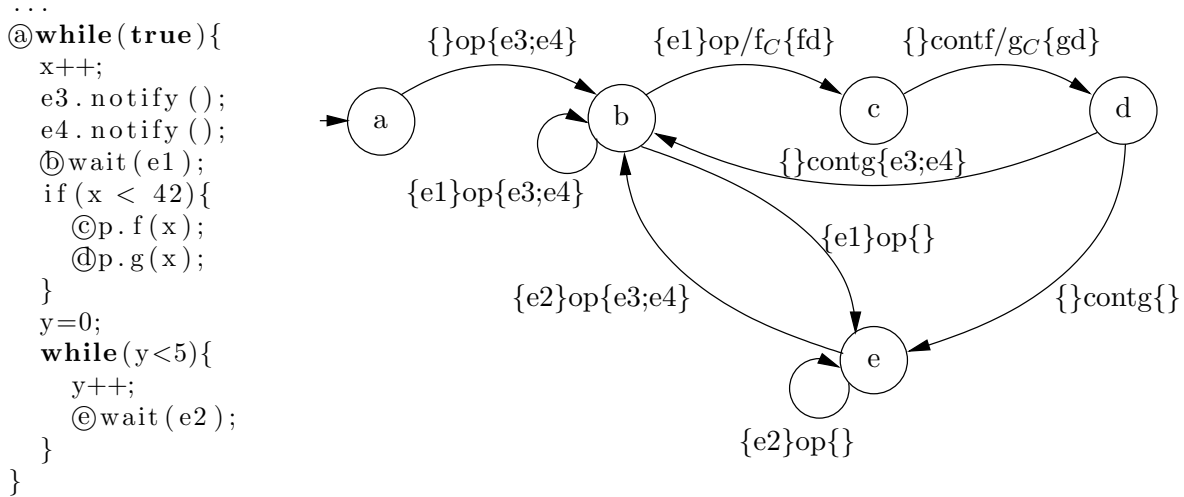 ...
ⓐwhile(true){
x++;
e3.notify();
e4.notify();
ⓑwait(e1);
if(x < 42){
ⓒp.f(x);
ⓓp.g(x);
}
y=0;
while(y<5){
y++;
ⓔwait(e2);
}
}
{}op{e3;e4}
{e1}op/f_C{fd}
{}contf/g_C{gd}
a
b
c
d
{}contg{e3;e4}
{e1}op{e3;e4}
{e1}op{}
{e2}op{e3;e4}
{}contg{}
e
{e2}op{}